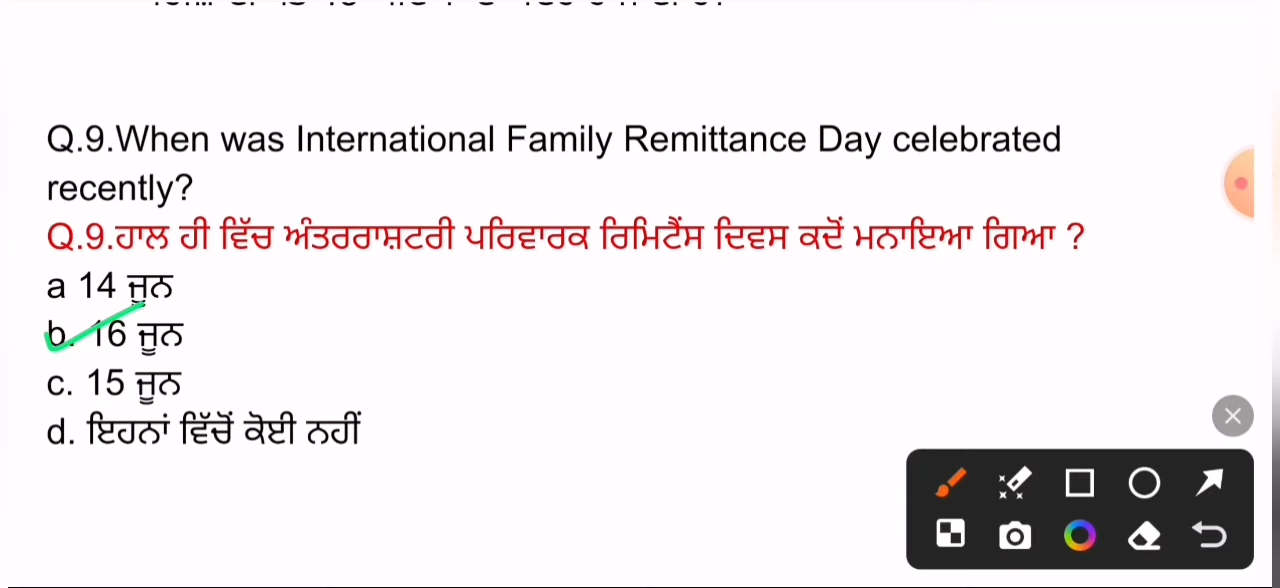 Q.9.When was International Family Remittance Day celebrated
recently?
Q.9.ਹਾਲ ਹੀ ਵਿੱਚ ਅੰਤਰਰਾਸ਼ਟਰੀ ਪਰਿਵਾਰਕ ਰਿਮਿਟੈਂਸ ਦਿਵਸ ਕਦੋਂ ਮਨਾਇਆ ਗਿਆ ?
a 14 ਜੂਨ
b. 16 ਜੂਨ
c. 15 ਜੂਨ
d. ਇਹਨਾਂ ਵਿੱਚੋਂ ਕੋਈ ਨਹੀਂ